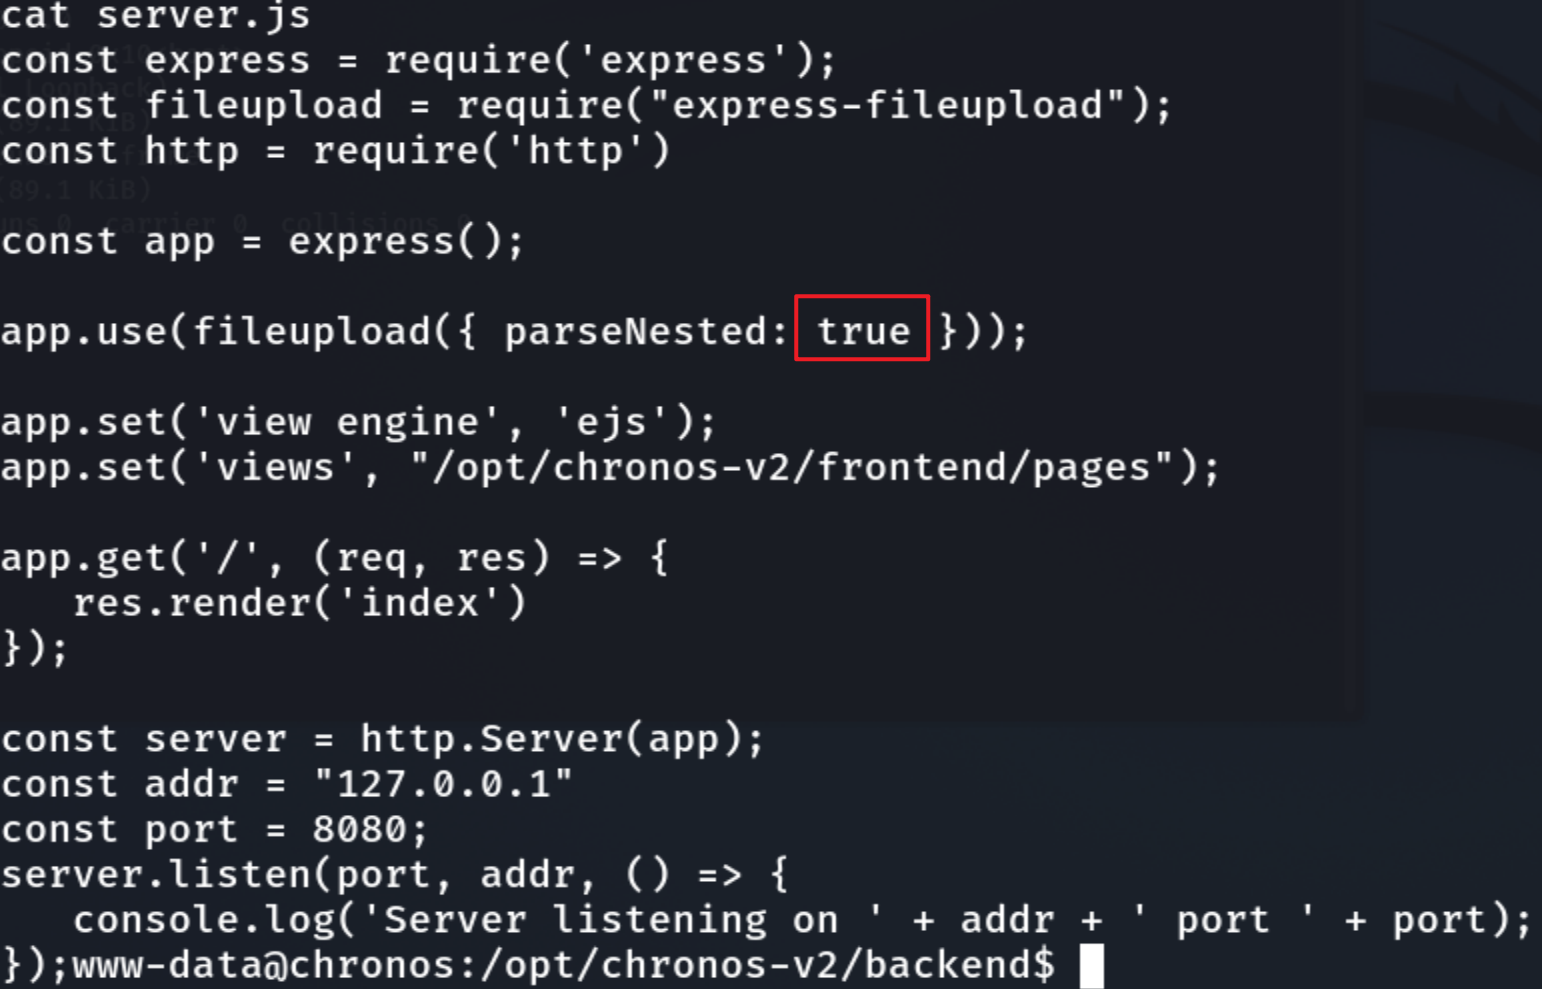 cat server.js
const express = require('express');
const fileupload = require("express-fileupload");
const http = require('http')
(89.1 KiB)
const app = express();
app.use(fileupload({ parseNested: true }));
app.set('view engine', 'ejs');
app.set('views', "/opt/chronos-v2/frontend/pages");
app.get('/', (req, res) => {
   res.render('index')
});
const server = http.Server(app);
const addr = "127.0.0.1"
const port = 8080;
server.listen(port, addr, () => {
   console.log('Server listening on ' + addr + ' port ' + port);
});www-data@chronos:/opt/chronos-v2/backend$